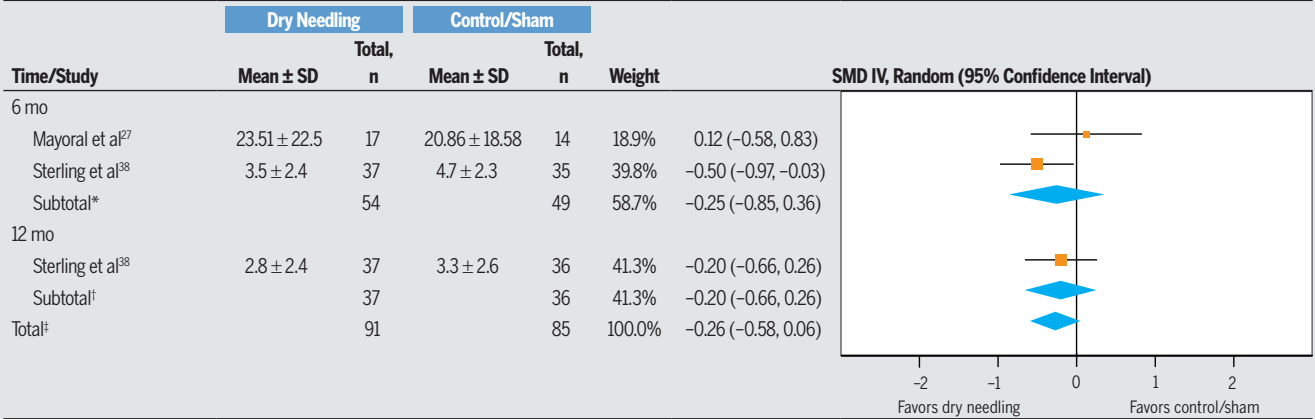 Dry Needling Control/Sham
Total, Total,
Time/Study Mean ± SD n Mean ± SD n Weight SMD IV, Random (95% Confidence Interval)
6 mo
Mayoral et al27 23.51 ± 22.5 17 20.86 ± 18.58 14 18.9% 0.12 (−0.58, 0.83)
Sterling et al38 3.5 ± 2.4 37 4.7 ± 2.3 35 39.8% −0.50 (−0.97, −0.03)
Subtotal* 54 49 58.7% −0.25 (−0.85, 0.36)
12 mo
Sterling et al38 2.8 ± 2.4 37 3.3 ± 2.6 36 41.3% −0.20 (−0.66, 0.26)
Subtotal† 37 36 41.3% −0.20 (−0.66, 0.26)
Total‡ 91 85 100.0% −0.26 (−0.58, 0.06)
−2 −1 0 1 2
Favors dry needling Favors control/sham